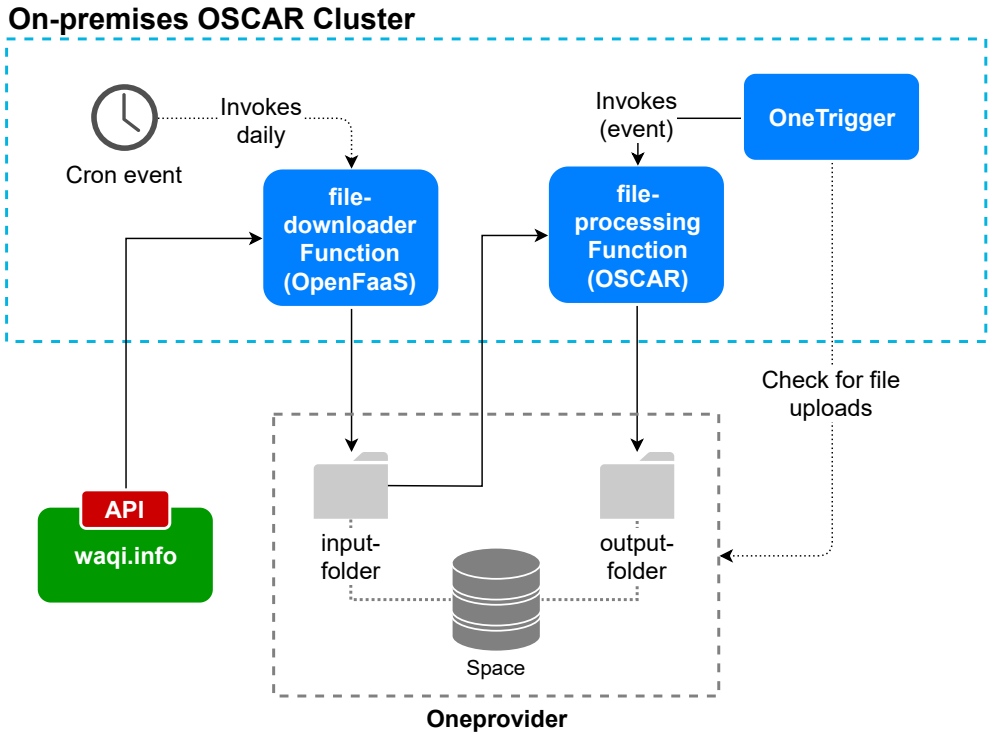 On-premises OSCAR Cluster
Invokes
daily
Cron event
Invokes
(event)
OneTrigger
file-
downloader
Function
(OpenFaaS)
file-
processing
Function
(OSCAR)
Check for file
uploads
API
waqi.info
input-
folder
output-
folder
Space
Oneprovider